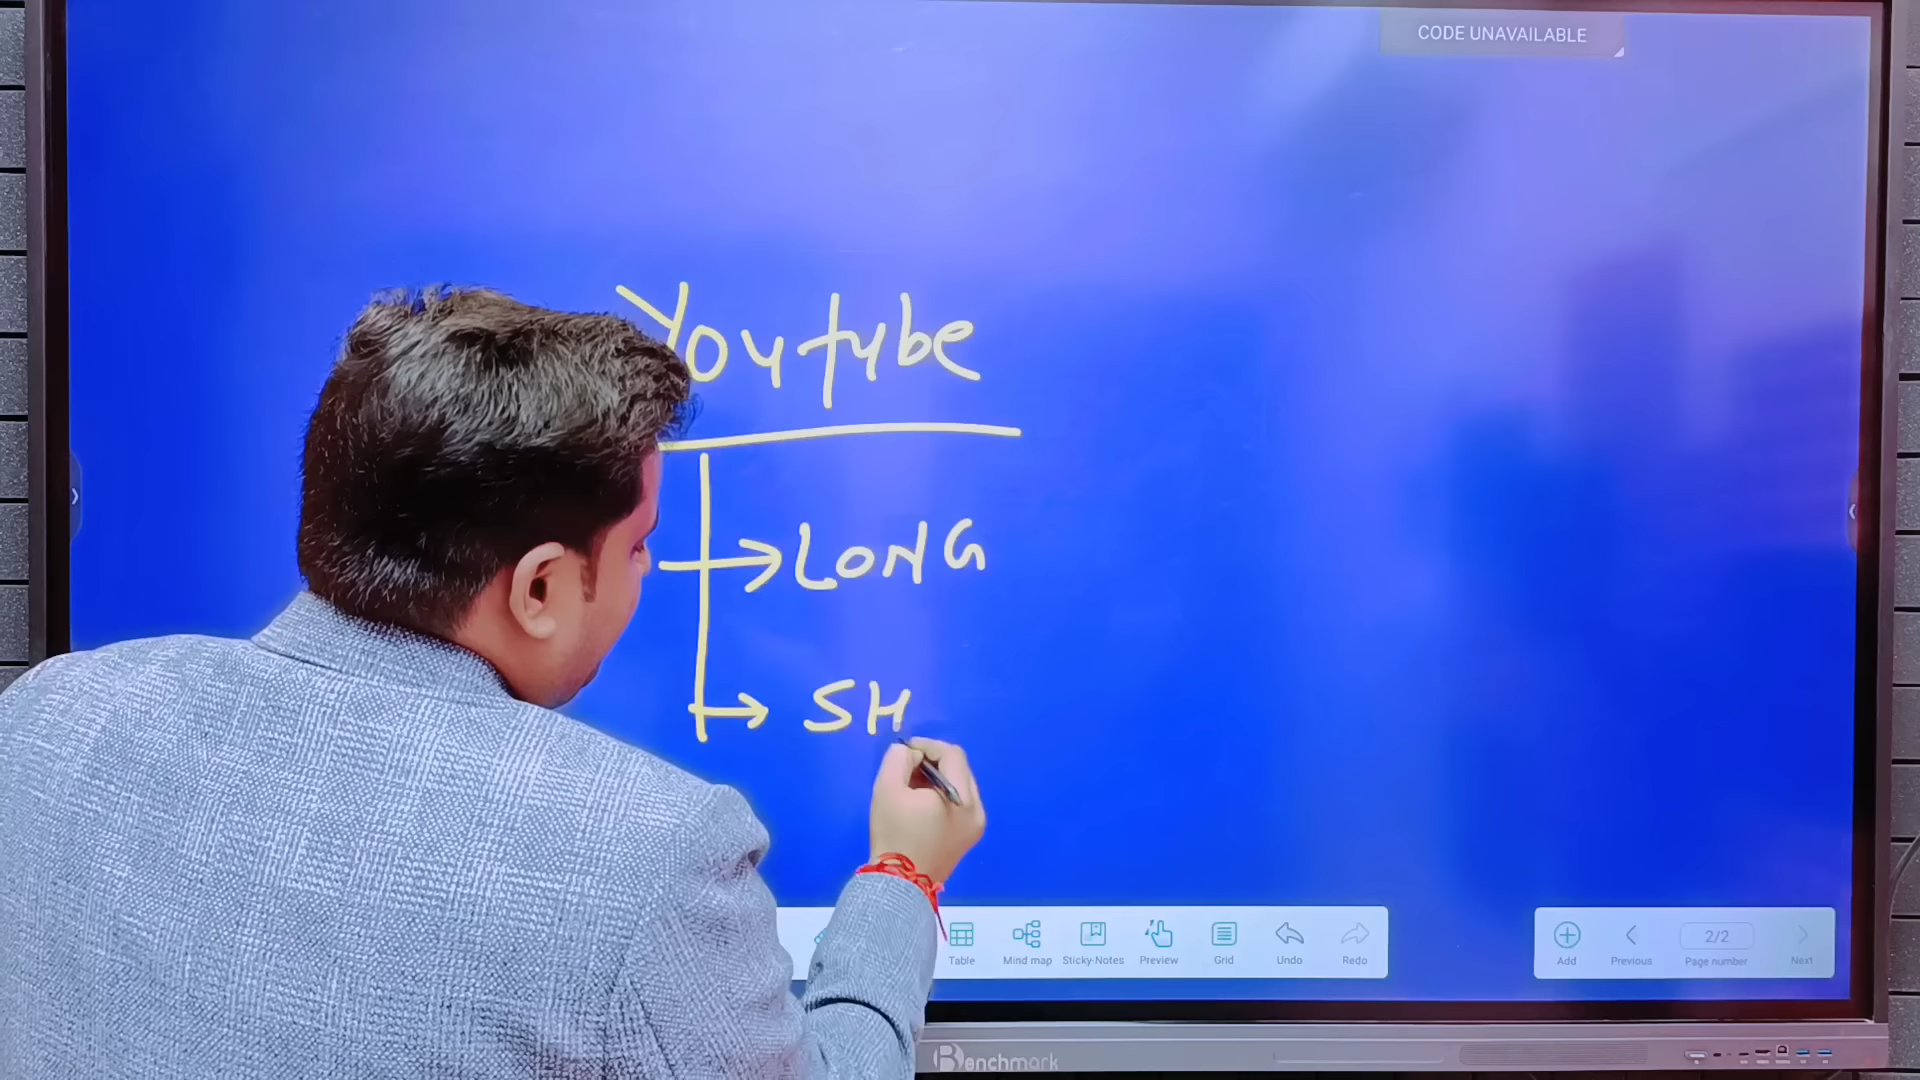 CODE UNAVAILABLE
Youtube
LONG
SH
Table
Mind map
Sticky-Notes
Preview
Grid
Undo
Redo
Add
Previous
2/2
Page number
Next
Benchmark